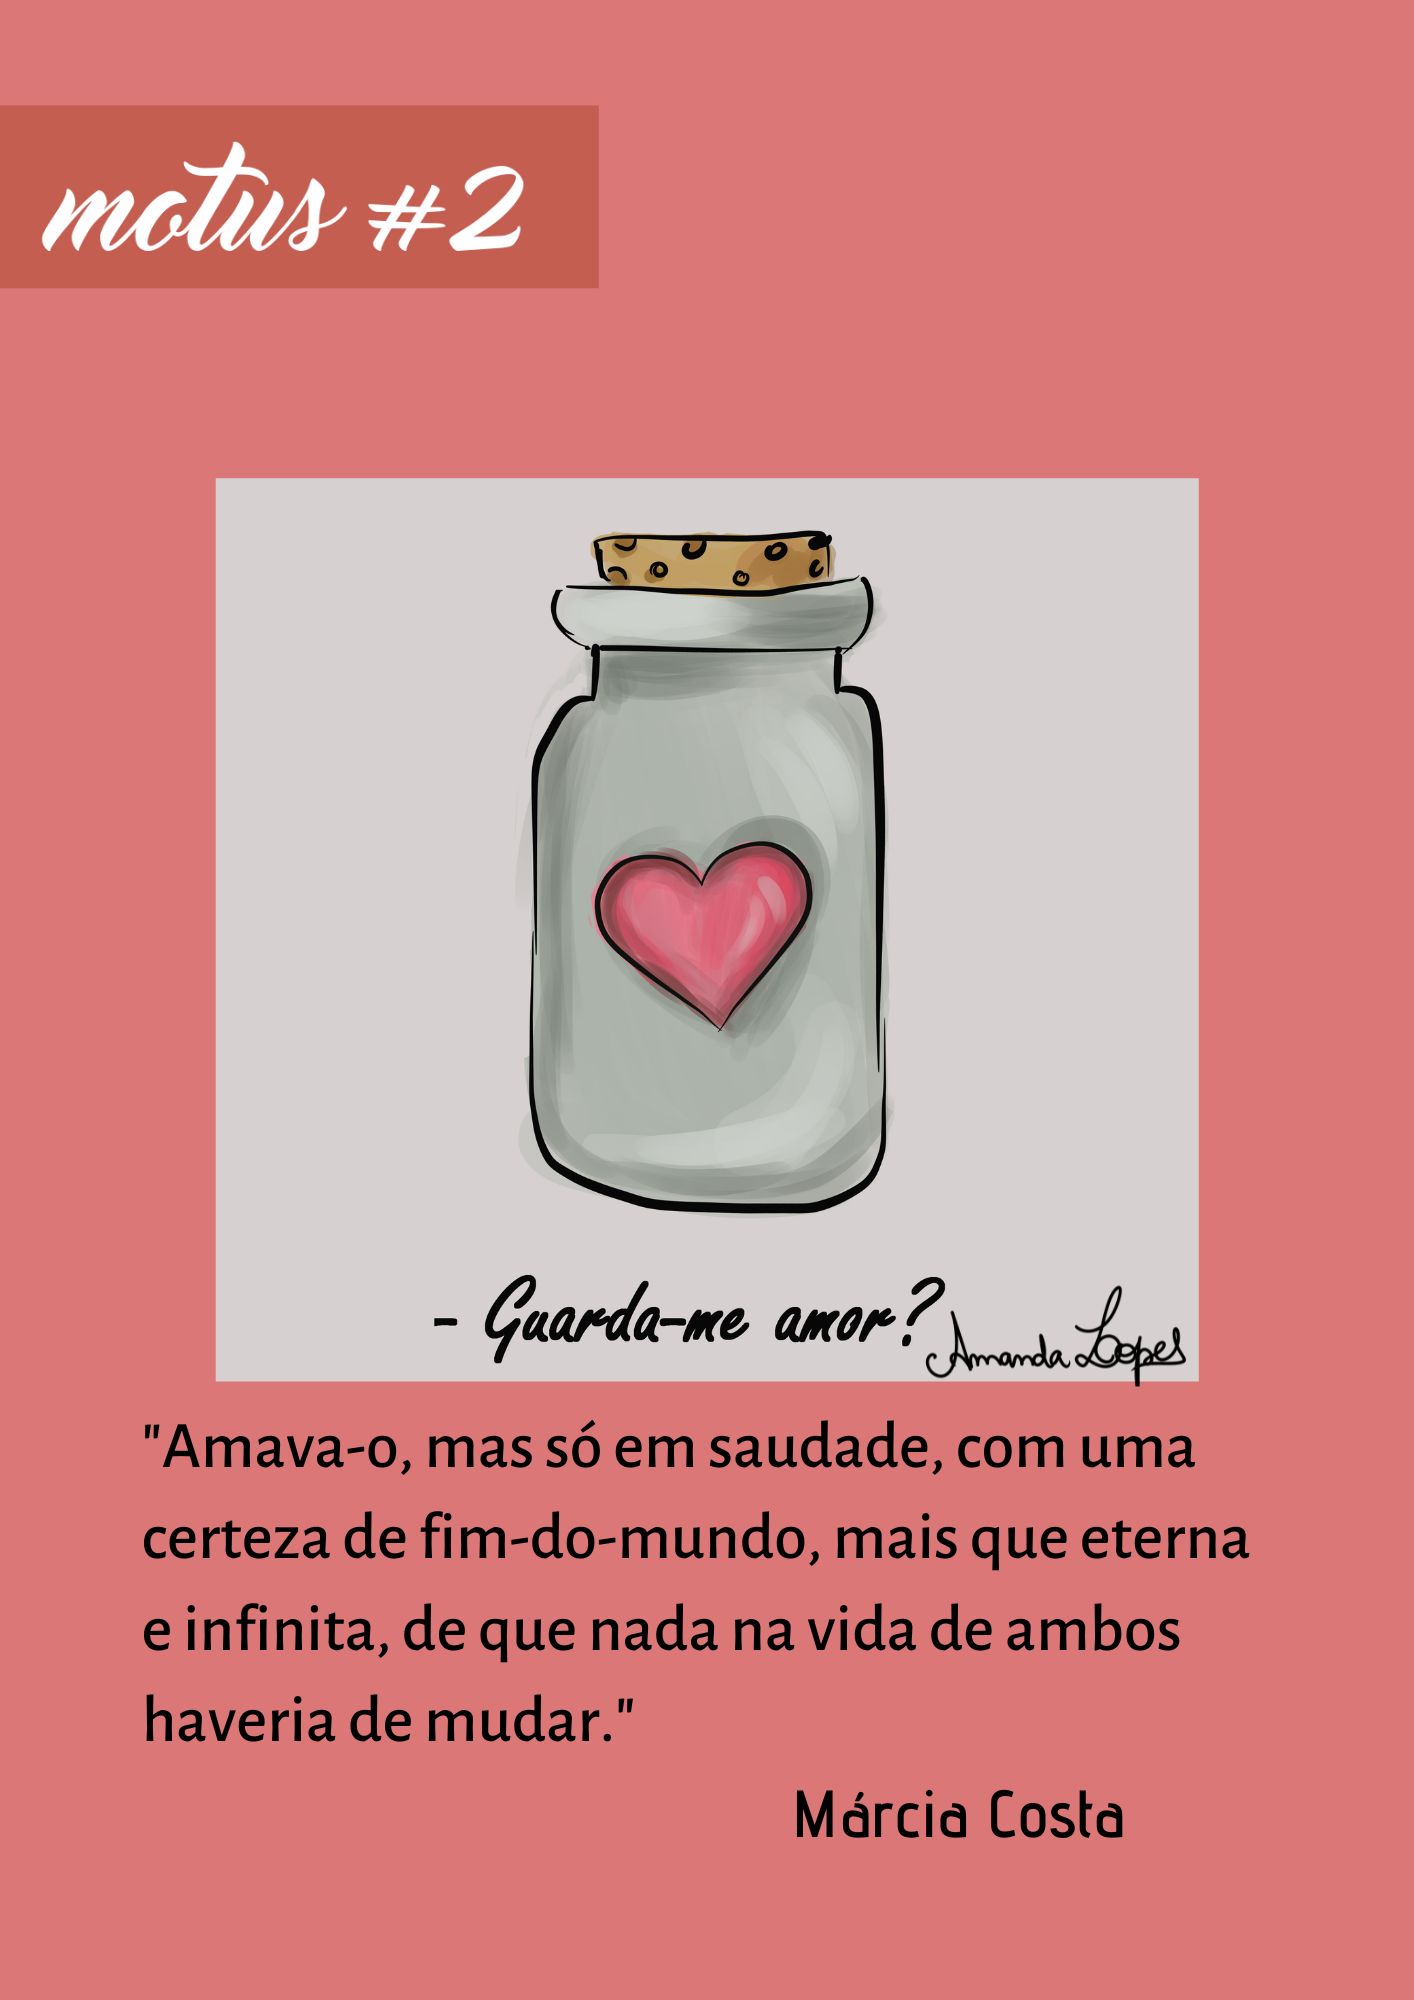 motus #2
- Guarda-me amor?
Amanda Lopes
"Amava-o, mas só em saudade, com uma
certeza de fim-do-mundo, mais que eterna
e infinita, de que nada na vida de ambos
haveria de mudar."
Márcia Costa